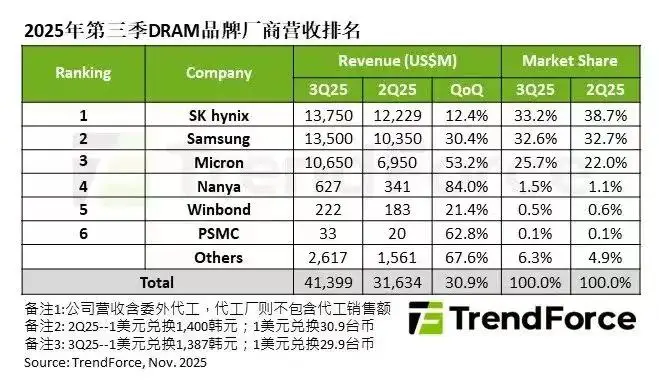 2025年第三季DRAM品牌厂商营收排名
Ranking Company Revenue (US$M) Market Share
3Q25 2Q25 QoQ 3Q25 2Q25
1 SK hynix 13,750 12,229 12.4% 33.2% 38.7%
2 Samsung 13,500 10,350 30.4% 32.6% 32.7%
3 Micron 10,650 6,950 53.2% 25.7% 22.0%
4 Nanya 627 341 84.0% 1.5% 1.1%
5 Winbond 222 183 21.4% 0.5% 0.6%
6 PSMC 33 20 62.8% 0.1% 0.1%
Others 2,617 1,561 67.6% 6.3% 4.9%
Total 41,399 31,634 30.9% 100.0% 100.0%
备注1:公司营收含委外代工，代工厂则不包含代工销售额
备注2: 2Q25--1美元兑换1,400韩元；1美元兑换30.9台币
备注3: 3Q25--1美元兑换1,387韩元；1美元兑换29.9台币
Source: TrendForce, Nov. 2025
TrendForce